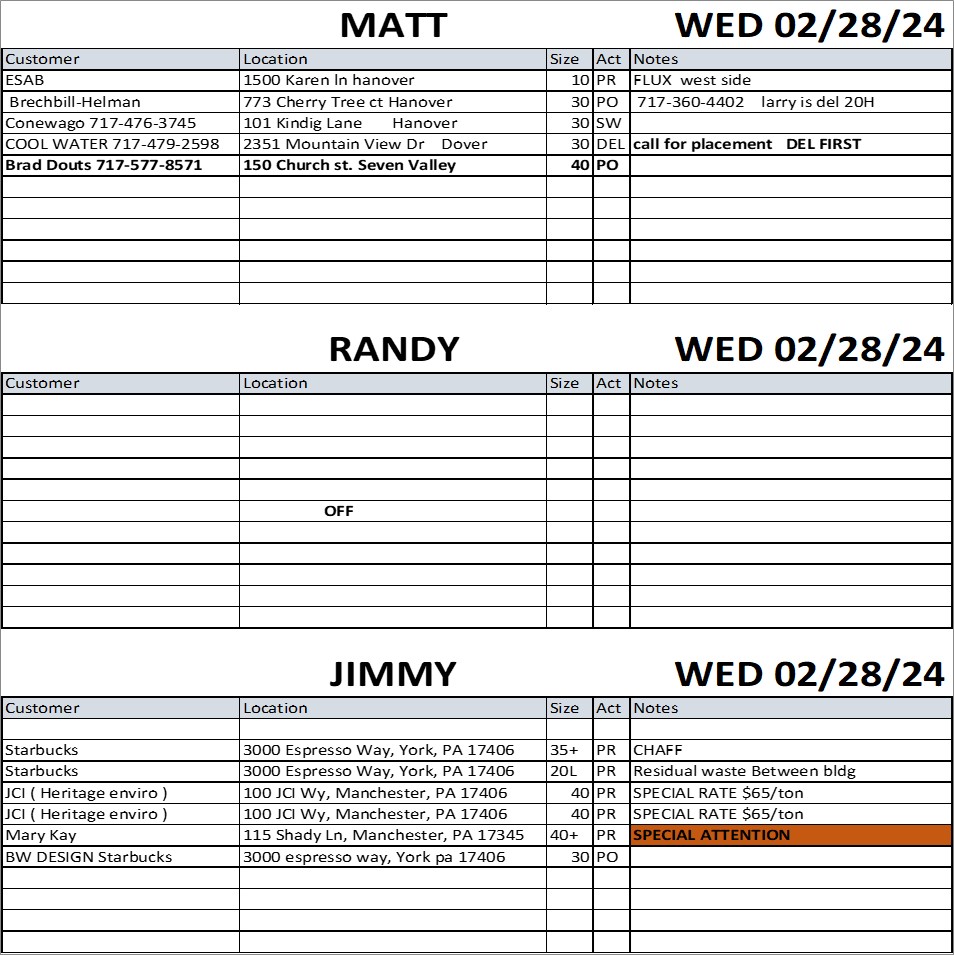 MATT WED 02/28/24
Customer Location Size Act Notes
ESAB 1500 Karen ln hanover 10 PR FLUX west side
Brechbill-Helman 773 Cherry Tree ct Hanover 30 PO 717-360-4402 larry is del 20H
Conewago 717-476-3745 101 Kindig Lane Hanover 30 SW
COOL WATER 717-479-2598 2351 Mountain View Dr Dover 30 DEL call for placement DEL FIRST
Brad Douts 717-577-8571 150 Church st. Seven Valley 40 PO
RANDY WED 02/28/24
Customer Location Size Act Notes
OFF
JIMMY WED 02/28/24
Customer Location Size Act Notes
Starbucks 3000 Espresso Way, York, PA 17406 35+ PR CHAFF
Starbucks 3000 Espresso Way, York, PA 17406 20L PR Residual waste Between bldg
JCI ( Heritage enviro ) 100 JCI Wy, Manchester, PA 17406 40 PR SPECIAL RATE $65/ton
JCI ( Heritage enviro ) 100 JCI Wy, Manchester, PA 17406 40 PR SPECIAL RATE $65/ton
Mary Kay 115 Shady Ln, Manchester, PA 17345 40+ PR SPECIAL ATTENTION
BW DESIGN Starbucks 3000 espresso way, York pa 17406 30 PO